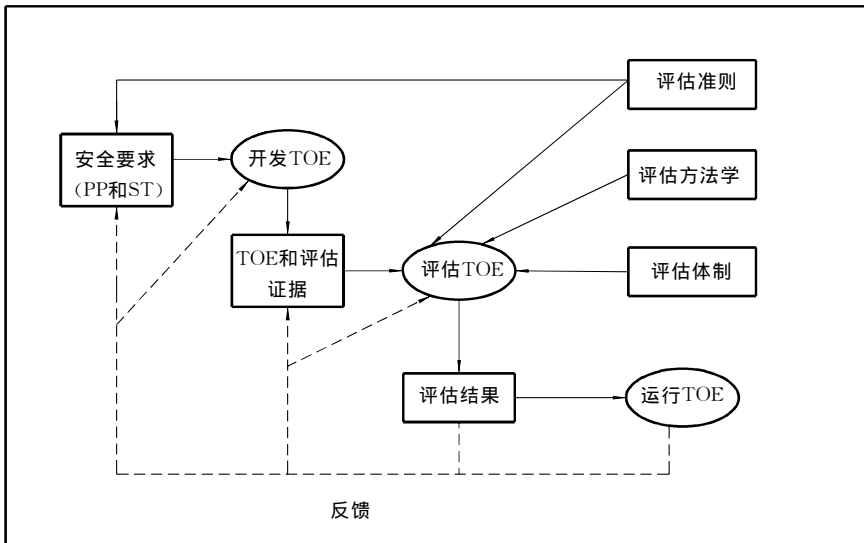 评估准则
安全要求
（PP和ST）
开发TOE
评估方法学
TOE和评估
证据
评估TOE
评估体制
评估结果
运行TOE
反馈